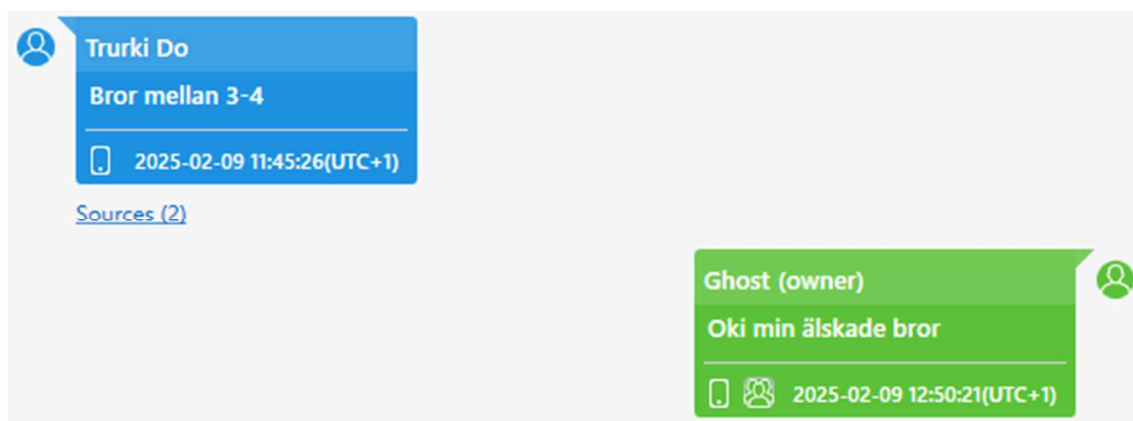 Trurki Do
Bror mellan 3-4
2025-02-09 11:45:26(UTC+1)
Sources (2)
Ghost (owner)
Oki min älskade bror
2025-02-09 12:50:21(UTC+1)